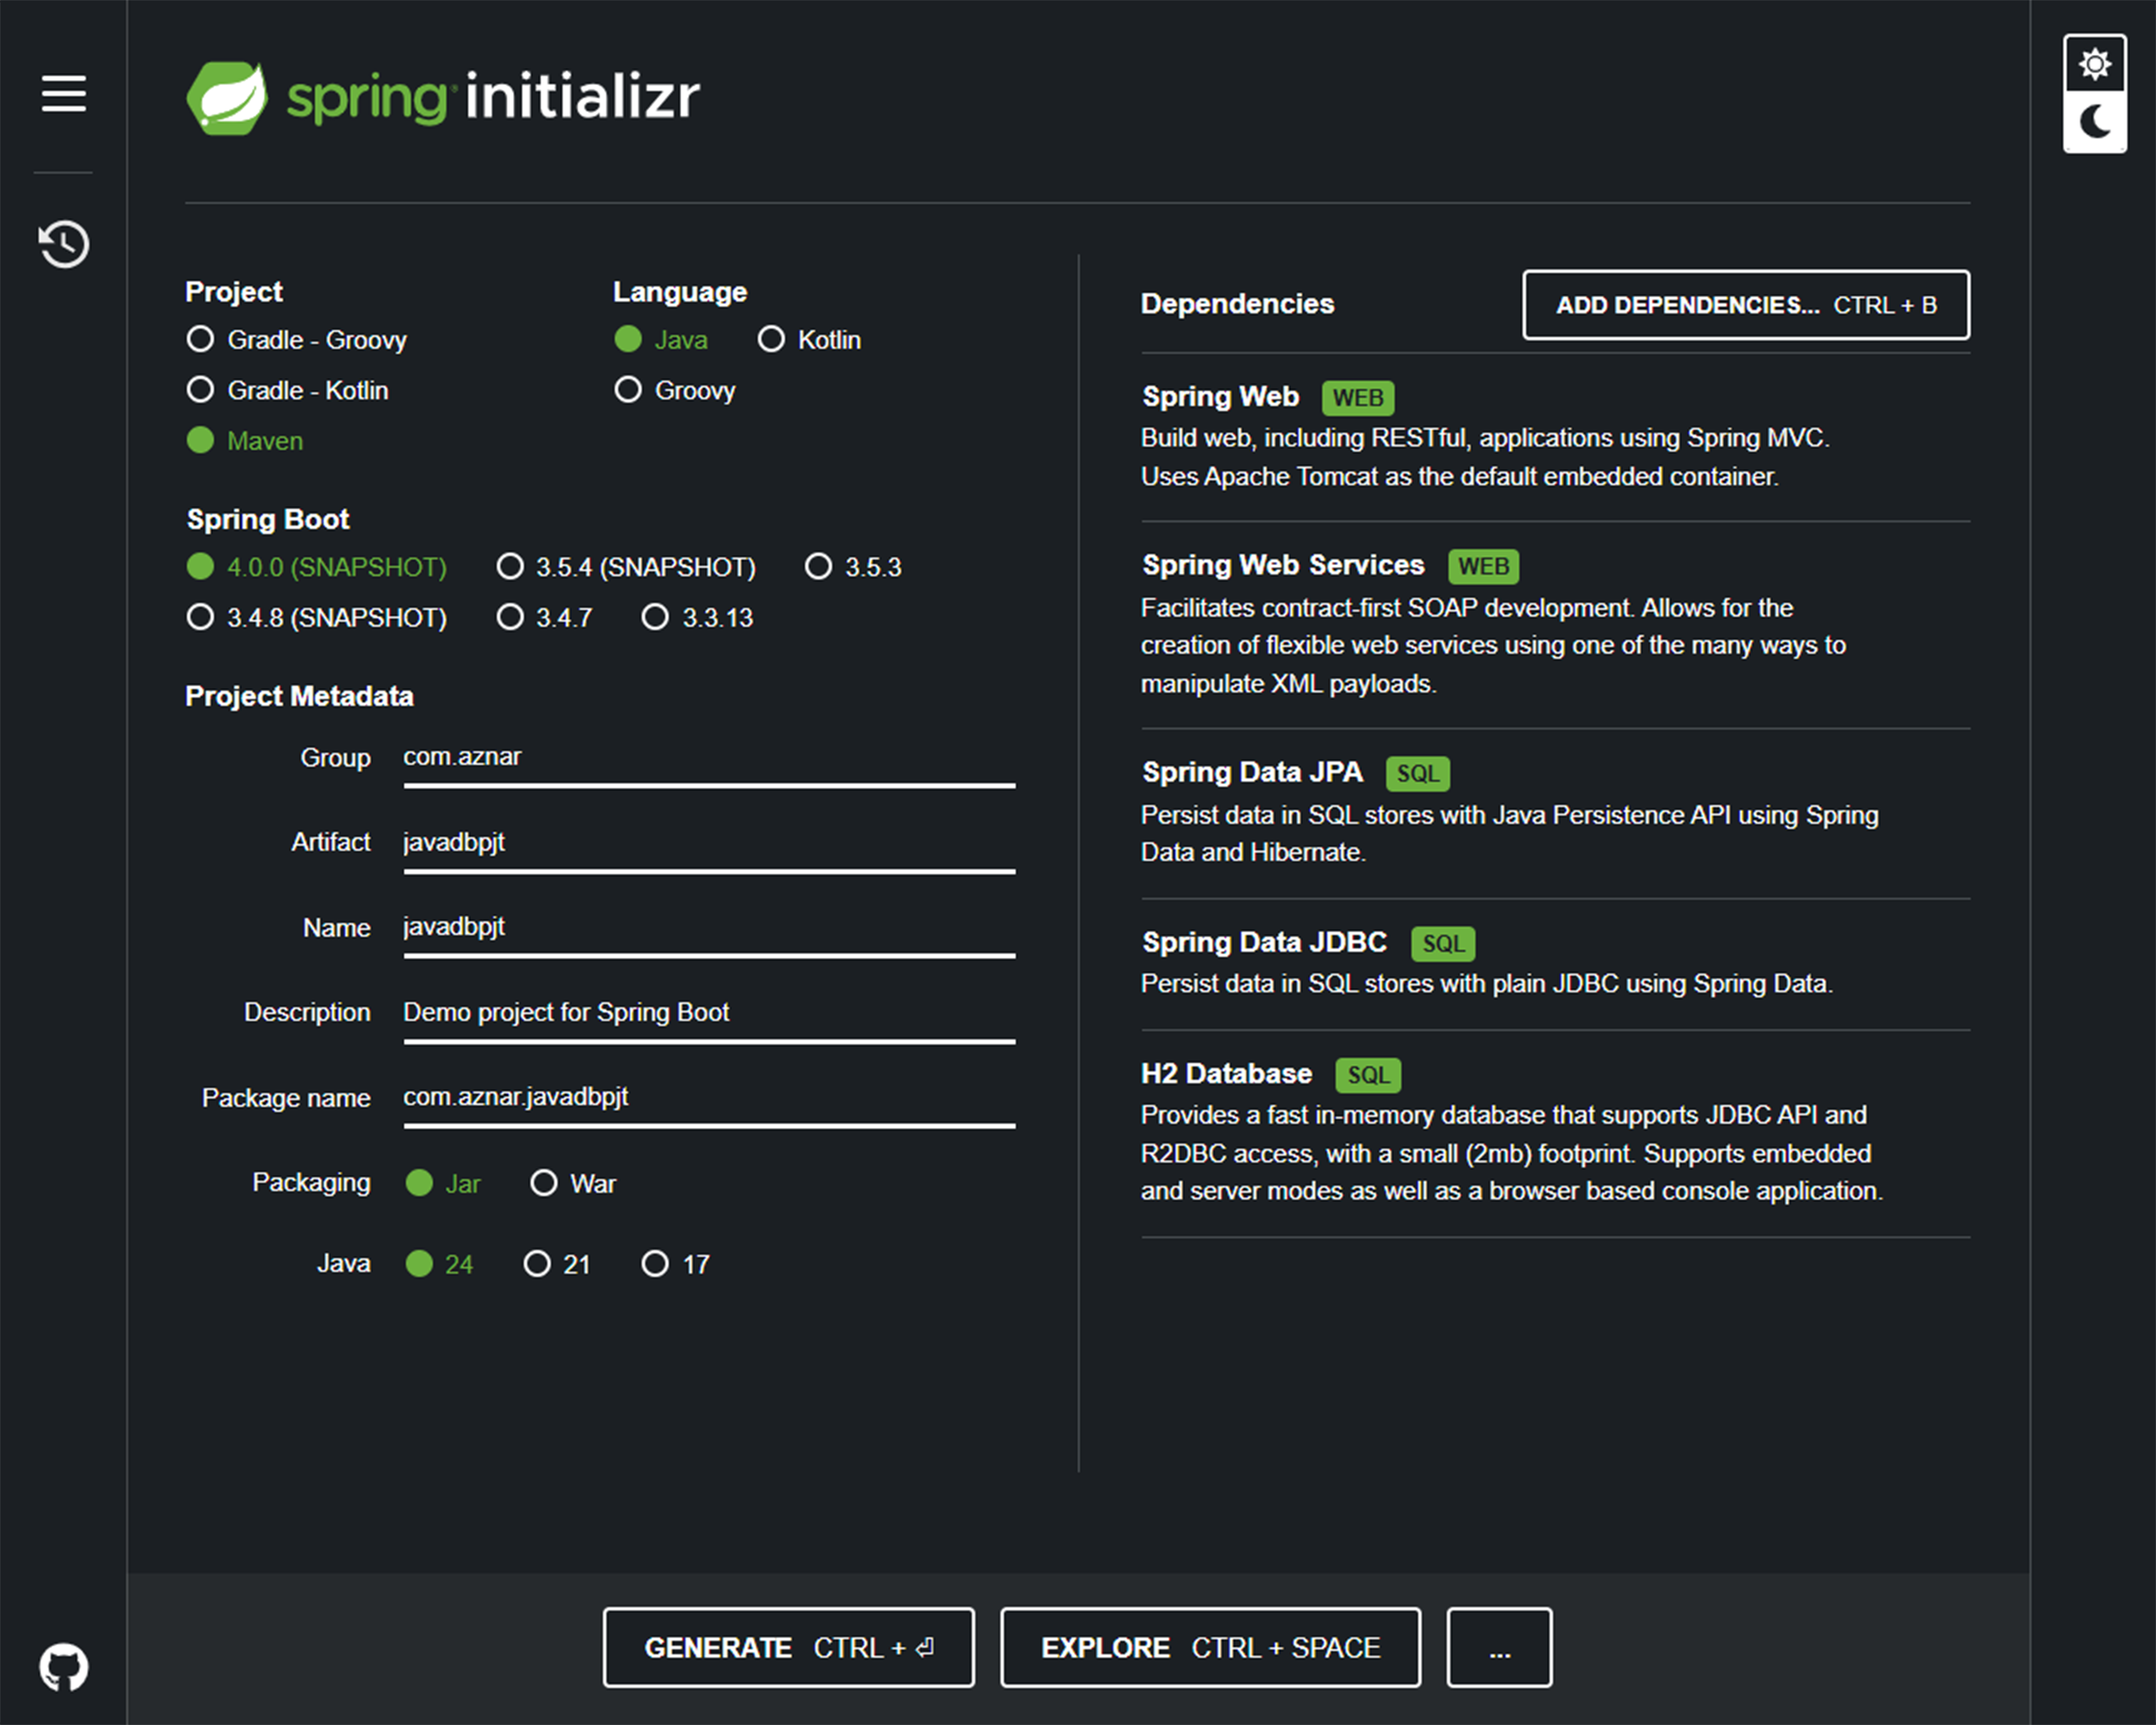 spring initializr
Project
Gradle - Groovy
Gradle - Kotlin
Maven
Language
Java Kotlin
Groovy
Spring Boot
4.0.0 (SNAPSHOT) 3.5.4 (SNAPSHOT) 3.5.3
3.4.8 (SNAPSHOT) 3.4.7 3.3.13
Project Metadata
Group com.aznar
Artifact javadbpjt
Name javadbpjt
Description Demo project for Spring Boot
Package name com.aznar.javadbpjt
Packaging Jar War
Java 24 21 17
Dependencies ADD DEPENDENCIES... CTRL + B
Spring Web WEB
Build web, including RESTful, applications using Spring MVC.
Uses Apache Tomcat as the default embedded container.
Spring Web Services WEB
Facilitates contract-first SOAP development. Allows for the
creation of flexible web services using one of the many ways to
manipulate XML payloads.
Spring Data JPA SQL
Persist data in SQL stores with Java Persistence API using Spring
Data and Hibernate.
Spring Data JDBC SQL
Persist data in SQL stores with plain JDBC using Spring Data.
H2 Database SQL
Provides a fast in-memory database that supports JDBC API and
R2DBC access, with a small (2mb) footprint. Supports embedded
and server modes as well as a browser based console application.
GENERATE CTRL + ⏎ EXPLORE CTRL + SPACE ...